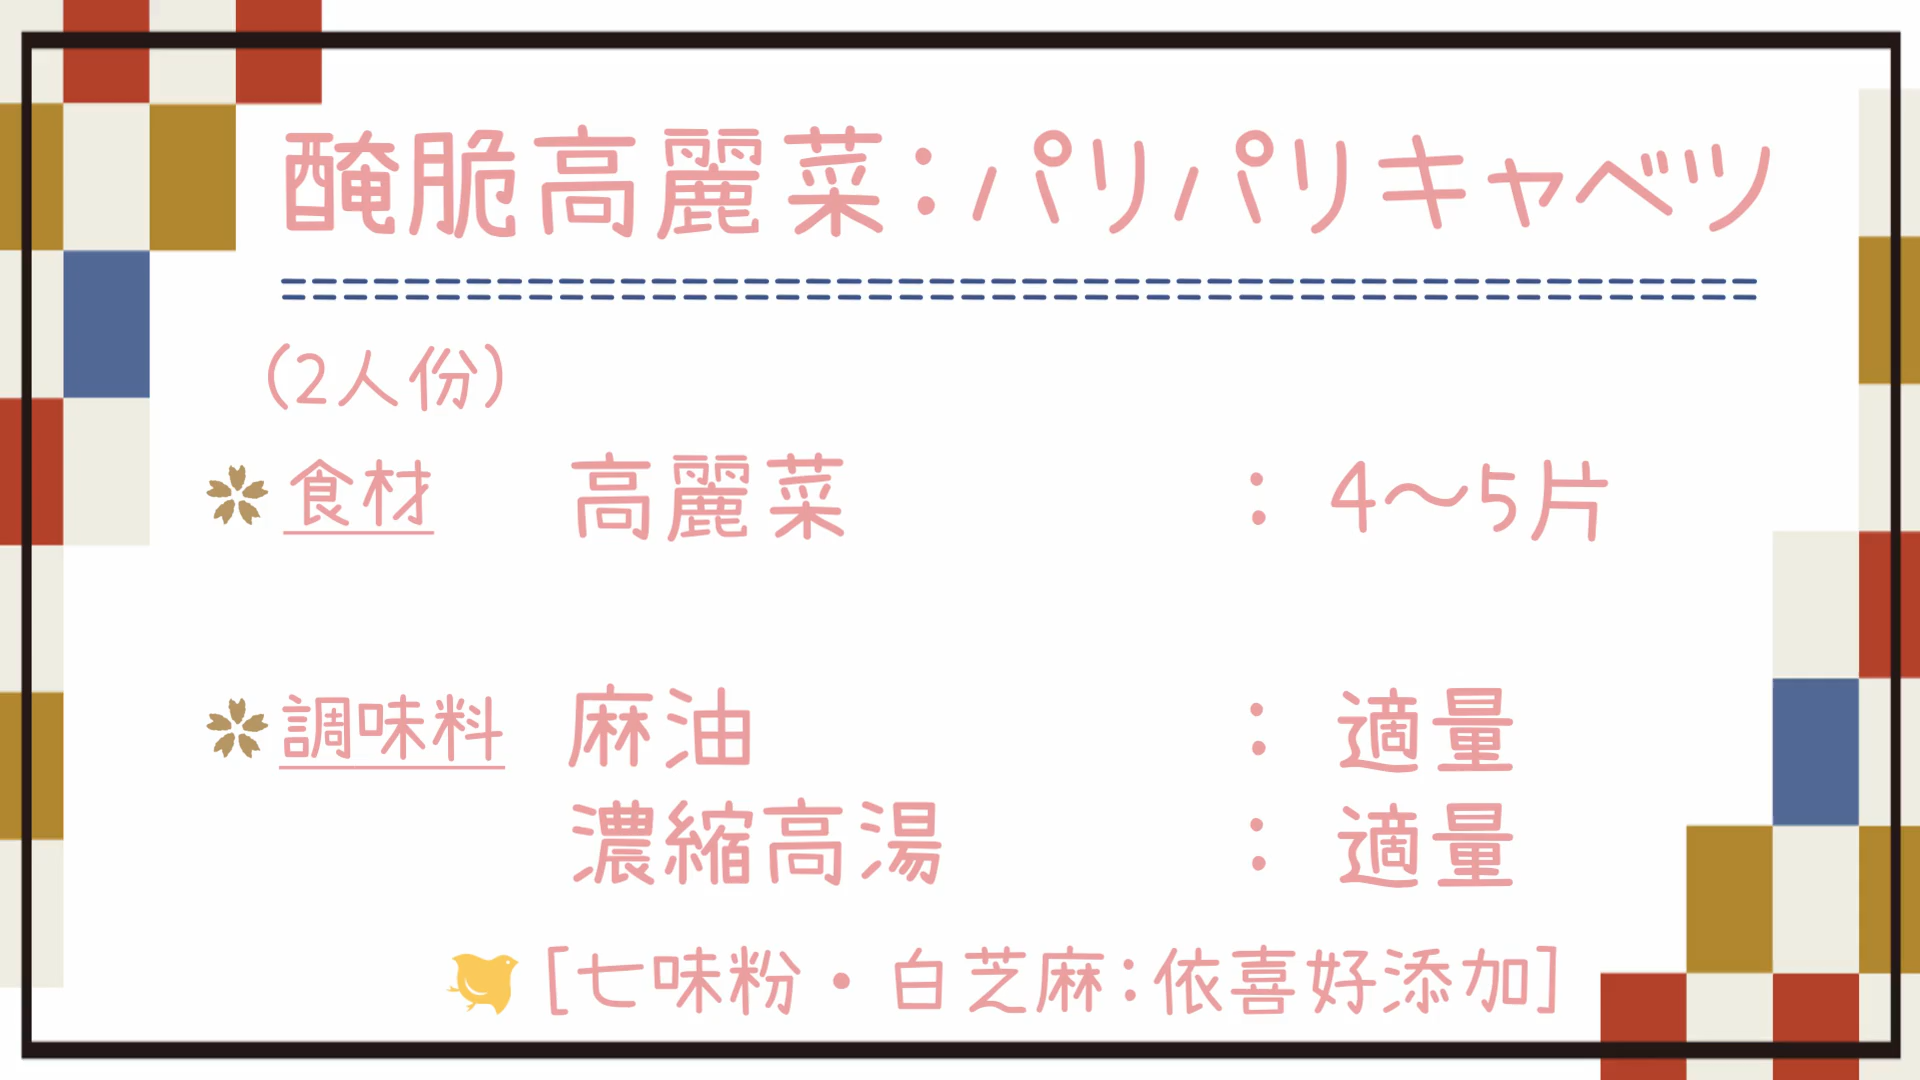 醃脆高麗菜：パリパリキャベツ
(2人份)
食材 高麗菜 ： 4～5片
調味料 麻油 ： 適量
濃縮高湯 ： 適量
[七味粉・白芝麻：依喜好添加]